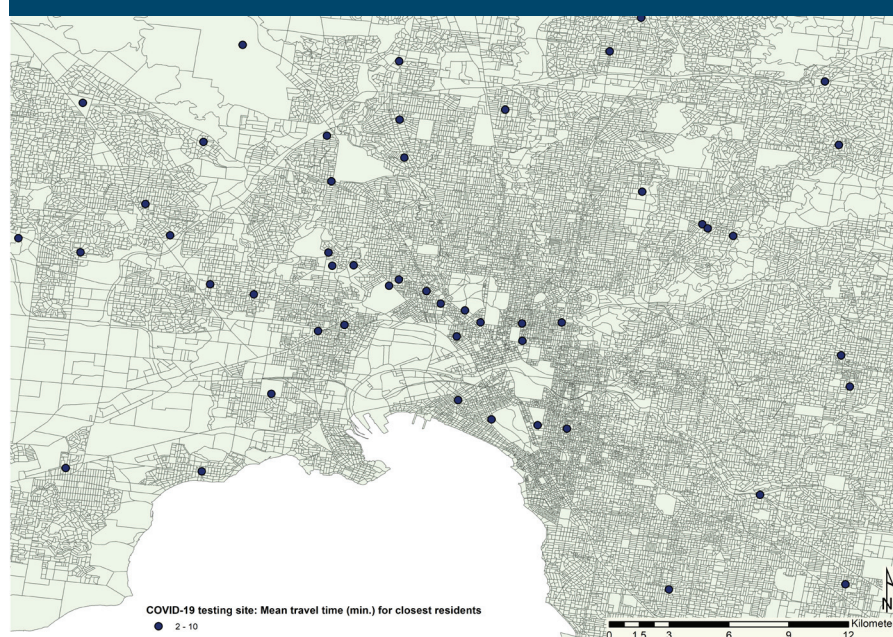 COVID-19 testing site: Mean travel time (min.) for closest residents
2 - 10
N
Kilomete
0 1.5 3 6 9 12